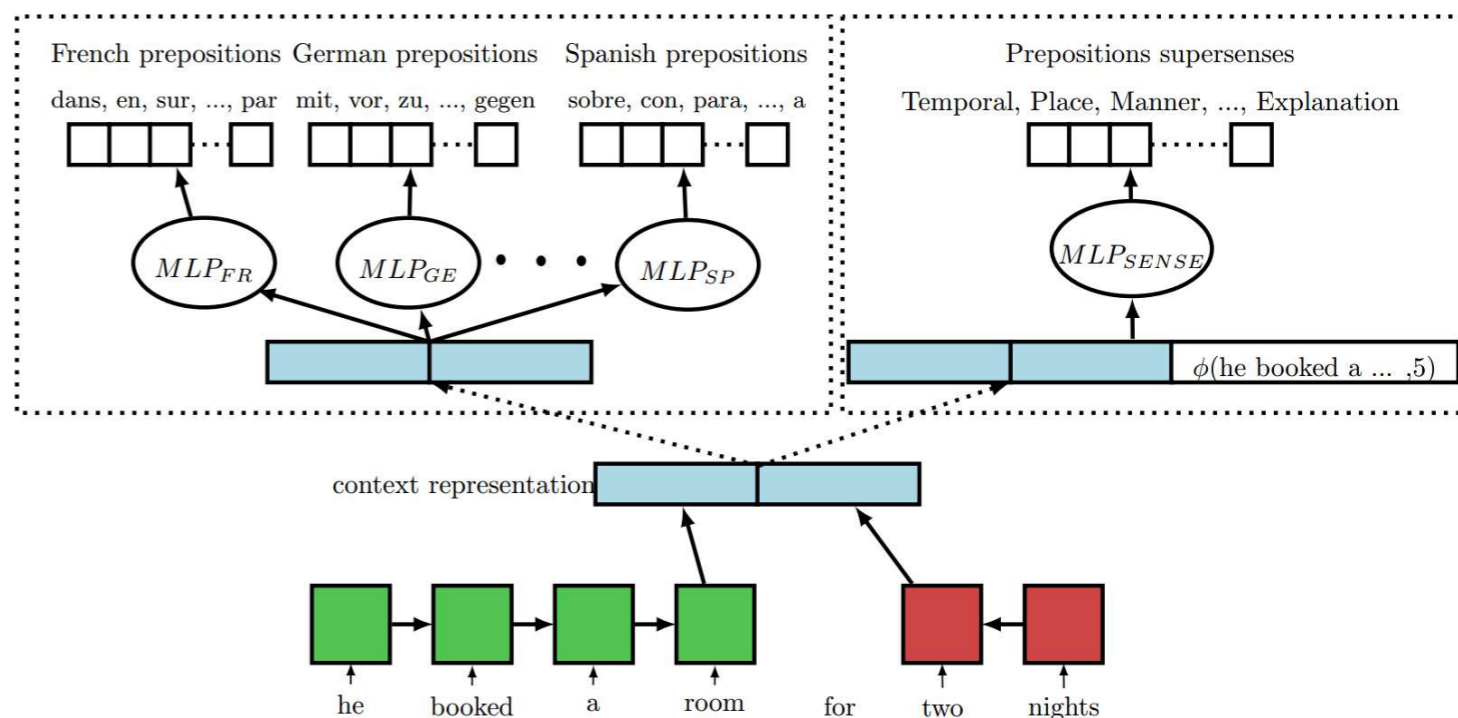 French prepositions German prepositions Spanish prepositions
dans, en, sur, ..., par mit, vor, zu, ..., gegen sobre, con, para, ..., a
MLP_FR MLP_GE • • • MLP_SP
Prepositions supersenses
Temporal, Place, Manner, ..., Explanation
MLP_SENSE
ϕ(he booked a ... ,5)
context representation
he booked a room for two nights